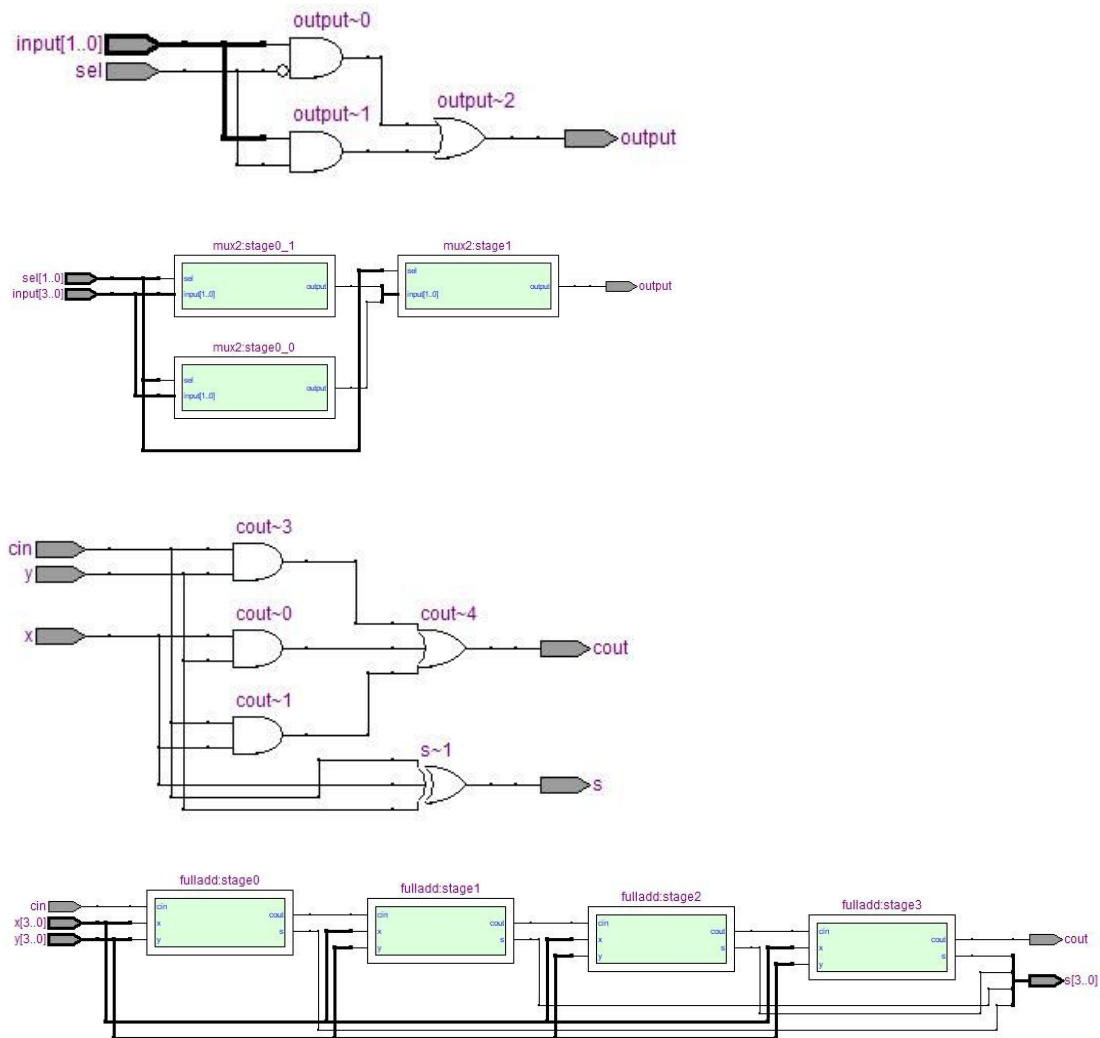 output~0
input[1..0]
sel
output~1
output~2
output
mux2:stage0_1
mux2:stage1
sel[1..0]
input[3..0]
sel
input[1..0]
output
sel
input[1..0]
output
output
mux2:stage0_0
sel
input[1..0]
output
cout~3
cin
y
cout~0
cout~4
x
cout
cout~1
s~1
s
fulladd:stage0
fulladd:stage1
fulladd:stage2
fulladd:stage3
cin
x[3..0]
y[3..0]
cin
x
y
cout
s
cin
x
y
cout
s
cin
x
y
cout
s
cin
x
y
cout
s
cout
s[3..0]